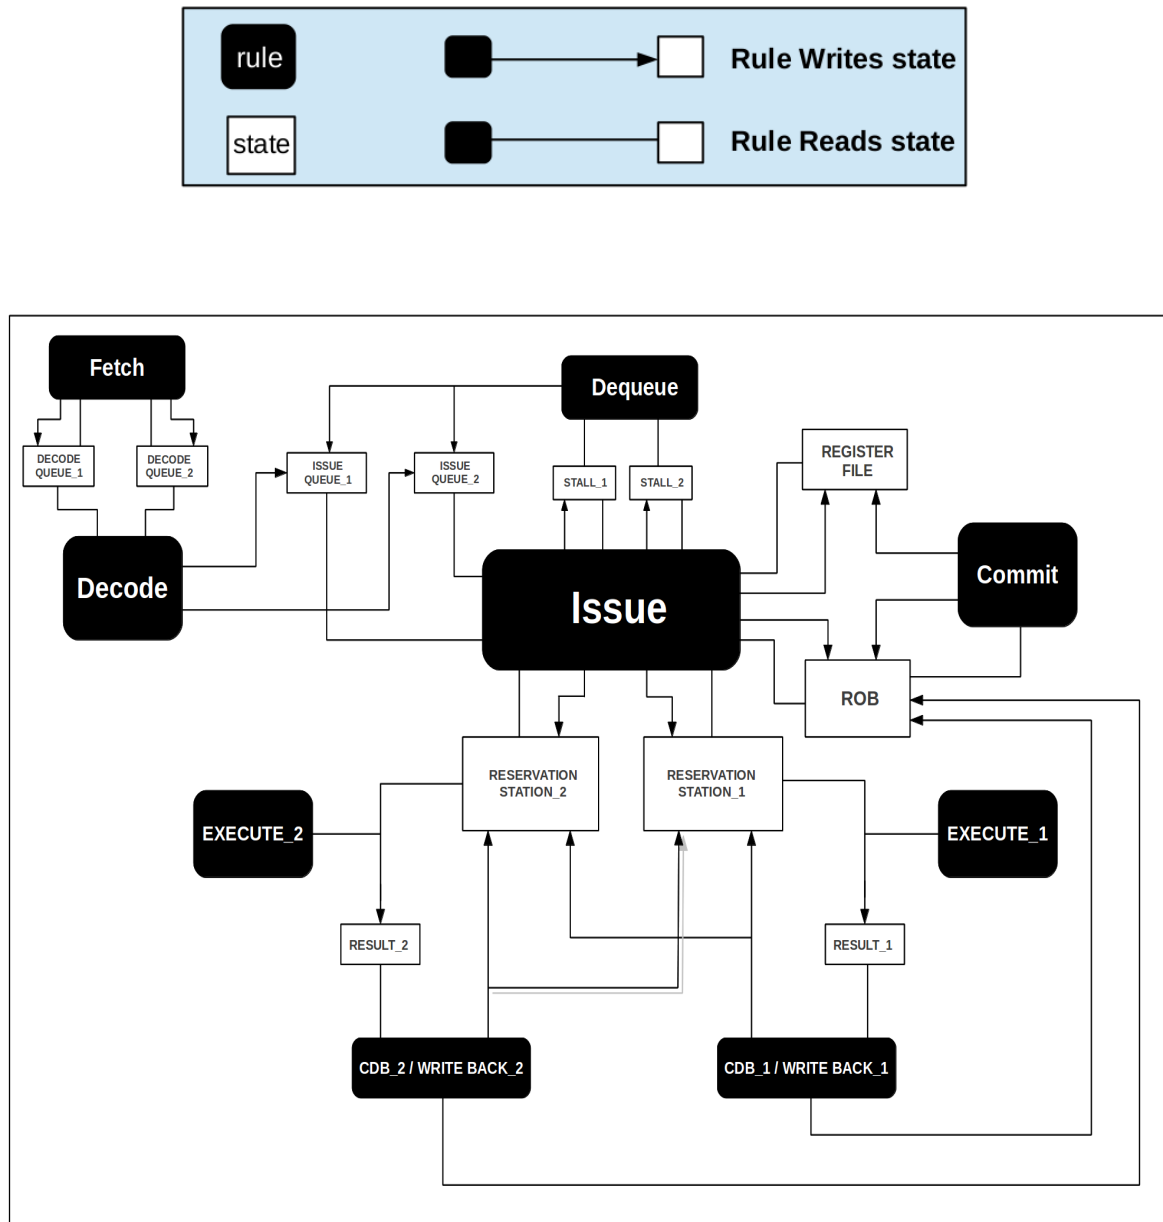 rule
Rule Writes state
state
Rule Reads state
Fetch
Dequeue
DECODE
QUEUE_1
DECODE
QUEUE_2
ISSUE
QUEUE_1
ISSUE
QUEUE_2
STALL_1
STALL_2
REGISTER
FILE
Decode
Issue
Commit
ROB
RESERVATION
STATION_2
RESERVATION
STATION_1
EXECUTE_2
EXECUTE_1
RESULT_2
RESULT_1
CDB_2 / WRITE BACK_2
CDB_1 / WRITE BACK_1